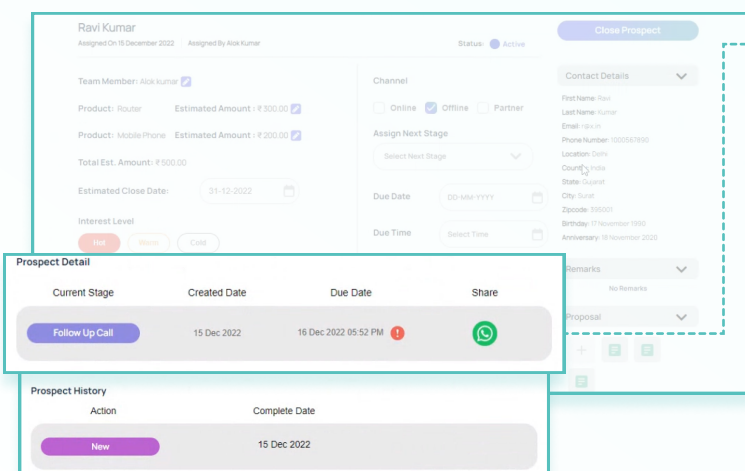 Ravi Kumar
Assigned On 15 December 2022 Assigned By Alok Kumar
Status: Active
Close Prospect
Team Member: Alok kumar
Product: Router Estimated Amount : ₹ 300.00
Product: Mobile Phone Estimated Amount : ₹ 200.00
Total Est. Amount: ₹ 500.00
Estimated Close Date: 31-12-2022
Interest Level
Hot Warm Cold
Channel
Online Offline Partner
Assign Next Stage
Select Next Stage
Due Date DD-MM-YYYY
Due Time Select Time
Contact Details
First Name: Ravi
Last Name: Kumar
Email:
Phone Number: 1000567890
Location: Delhi
Country: India
State: Gujarat
City: Surat
Zipcode: 395001
Birthday: 17 November 1990
Anniversary: 18 November 2020
Remarks
No Remarks
Proposal
Prospect Detail
Current Stage Created Date Due Date Share
Follow Up Call 15 Dec 2022 16 Dec 2022 05:52 PM
Prospect History
Action Complete Date
New 15 Dec 2022